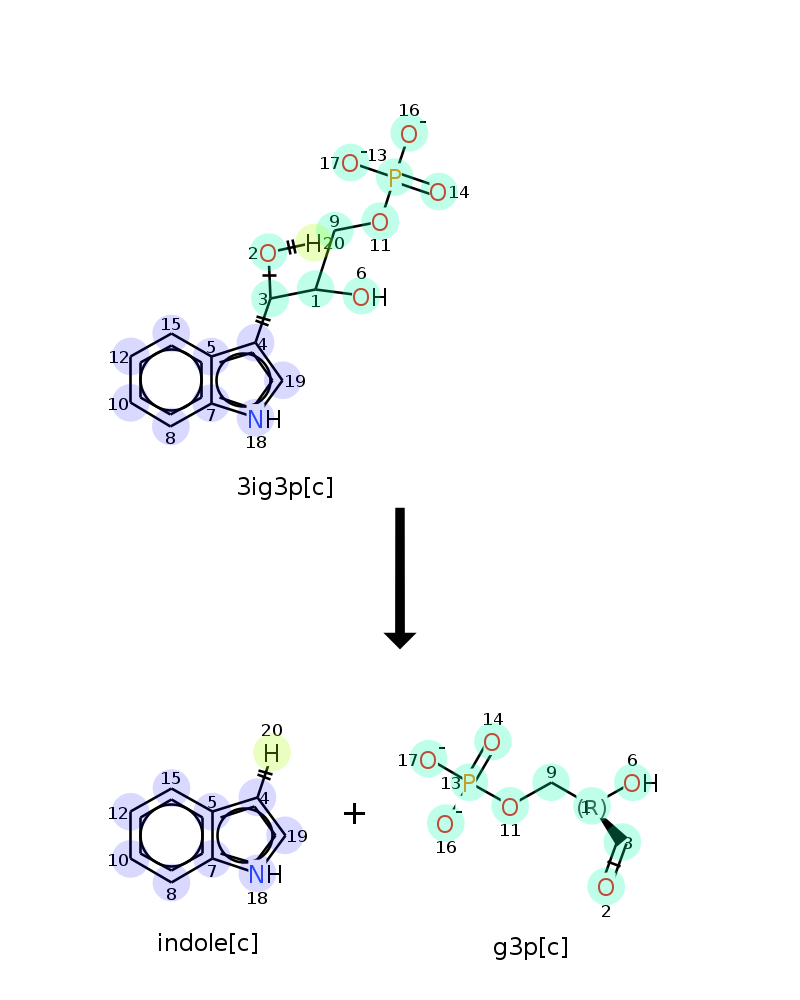 16
O-
17 O- 13
P
O 14
9
O
11
2 O H 20
6
3 1 OH
15
5 4
12
19
10
7 NH
8
18
3ig3p[c]
20
H
14
17 O- O
9 6
13 P OH
15
5 4
12
(R)
1
+
O
O-
11
16
19
10
7
3
NH
8
18
O
2
indole[c]
g3p[c]